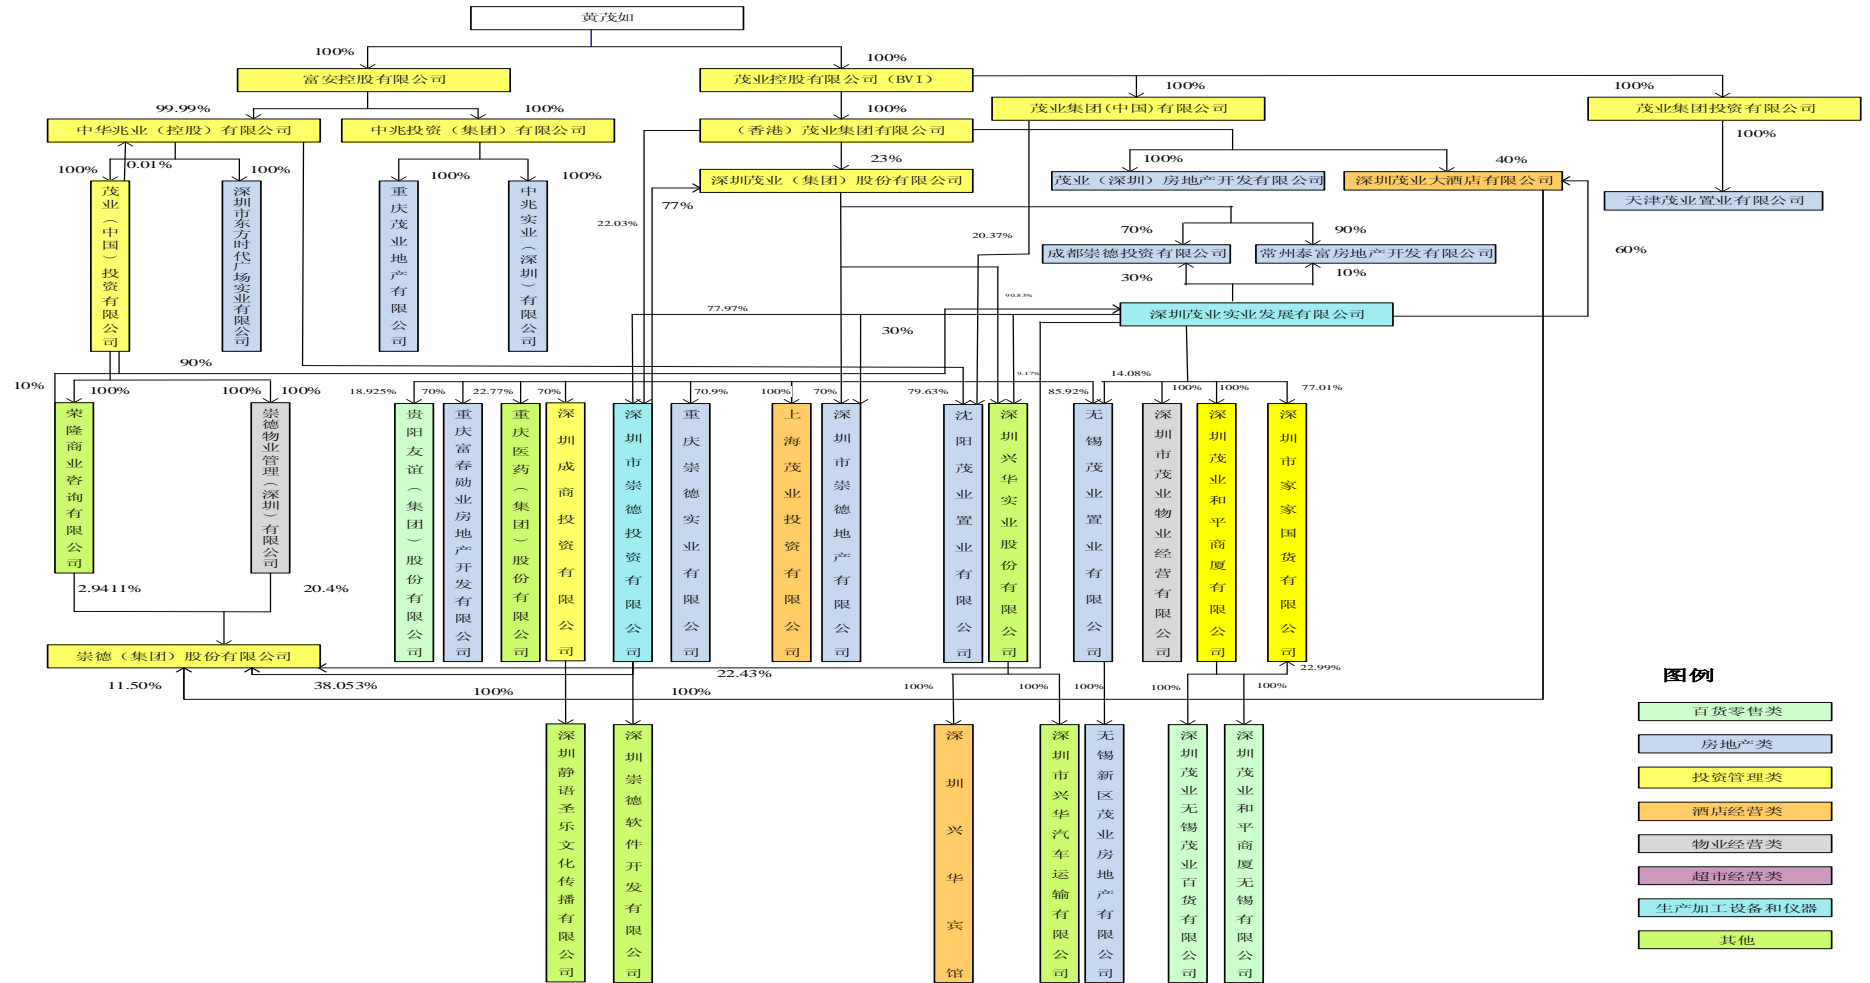 黄茂如
100%
100%
富安控股有限公司
茂业控股有限公司（BVI）
100%
100%
99.99%
100%
100%
茂业集团(中国)有限公司
茂业集团投资有限公司
中华兆业（控股）有限公司
中兆投资（集团）有限公司
（香港）茂业集团有限公司
100%
100%
0.01%
100%
100%
100%
23%
100%
40%
茂业（中国）投资有限公司
深圳市东方时代广场实业有限公司
重庆茂业地产有限公司
中兆实业（深圳）有限公司
深圳茂业（集团）股份有限公司
茂业（深圳）房地产开发有限公司
深圳茂业大酒店有限公司
天津茂业置业有限公司
22.03%
77%
20.37%
70%
90%
60%
成都崇德投资有限公司
常州泰富房地产开发有限公司
30%
10%
90.83%
77.97%
30%
深圳茂业实业发展有限公司
90%
10%
100%
100%
100%
18.925%
70%
22.77%
70%
70.9%
100%
70%
79.63%
9.17%
85.92%
14.08%
100%
100%
77.01%
荣隆商业咨询有限公司
崇德物业管理（深圳）有限公司
贵阳友谊（集团）股份有限公司
重庆富春勋业房地产开发有限公司
重庆医药（集团）股份有限公司
深圳成商投资有限公司
深圳市崇德投资有限公司
重庆崇德实业有限公司
上海茂业投资有限公司
深圳市崇德地产有限公司
沈阳茂业置业有限公司
深圳兴华实业股份有限公司
无锡茂业置业有限公司
深圳市茂业物业经营有限公司
深圳茂业和平商厦有限公司
深圳市家家国货有限公司
2.9411%
20.4%
崇德（集团）股份有限公司
11.50%
38.053%
22.43%
22.99%
100%
100%
100%
100%
100%
100%
100%
深圳静语圣乐文化传播有限公司
深圳崇德软件开发有限公司
深圳兴华宾馆
深圳市兴华汽车运输有限公司
无锡新区茂业房地产有限公司
深圳茂业无锡茂业百货有限公司
深圳茂业和平商厦无锡有限公司
图例
百货零售类
房地产类
投资管理类
酒店经营类
物业经营类
超市经营类
生产加工设备和仪器
其他